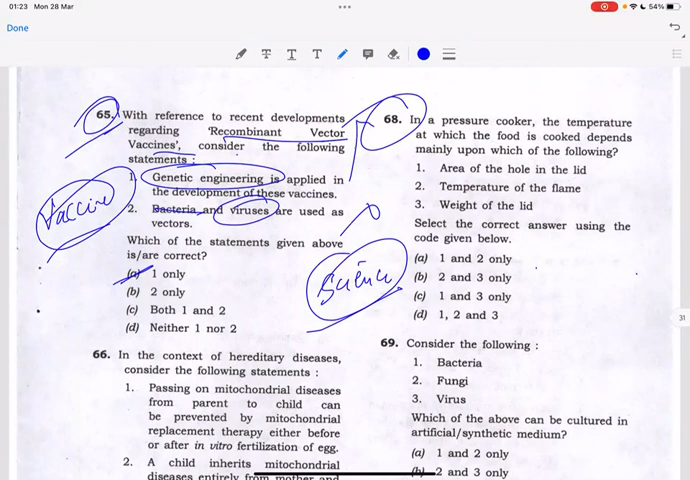 01:23 Mon 28 Mar
54%
Done
65. With reference to recent developments
regarding 'Recombinant Vector
Vaccines', consider the following
statements :
1. Genetic engineering is applied in
the development of these vaccines.
2. Bacteria and viruses are used as
vectors.
Which of the statements given above
is/are correct?
(a) 1 only
(b) 2 only
(c) Both 1 and 2
(d) Neither 1 nor 2
Vaccine
Science
66. In the context of hereditary diseases,
consider the following statements :
1. Passing on mitochondrial diseases
from parent to child can
be prevented by mitochondrial
replacement therapy either before
or after in vitro fertilization of egg.
2. A child inherits mitochondrial
diseases entirely from mother and
68. In a pressure cooker, the temperature
at which the food is cooked depends
mainly upon which of the following?
1. Area of the hole in the lid
2. Temperature of the flame
3. Weight of the lid
Select the correct answer using the
code given below.
(a) 1 and 2 only
(b) 2 and 3 only
(c) 1 and 3 only
(d) 1, 2 and 3
31
69. Consider the following :
1. Bacteria
2. Fungi
3. Virus
Which of the above can be cultured in
artificial/synthetic medium?
(a) 1 and 2 only
(b) 2 and 3 only